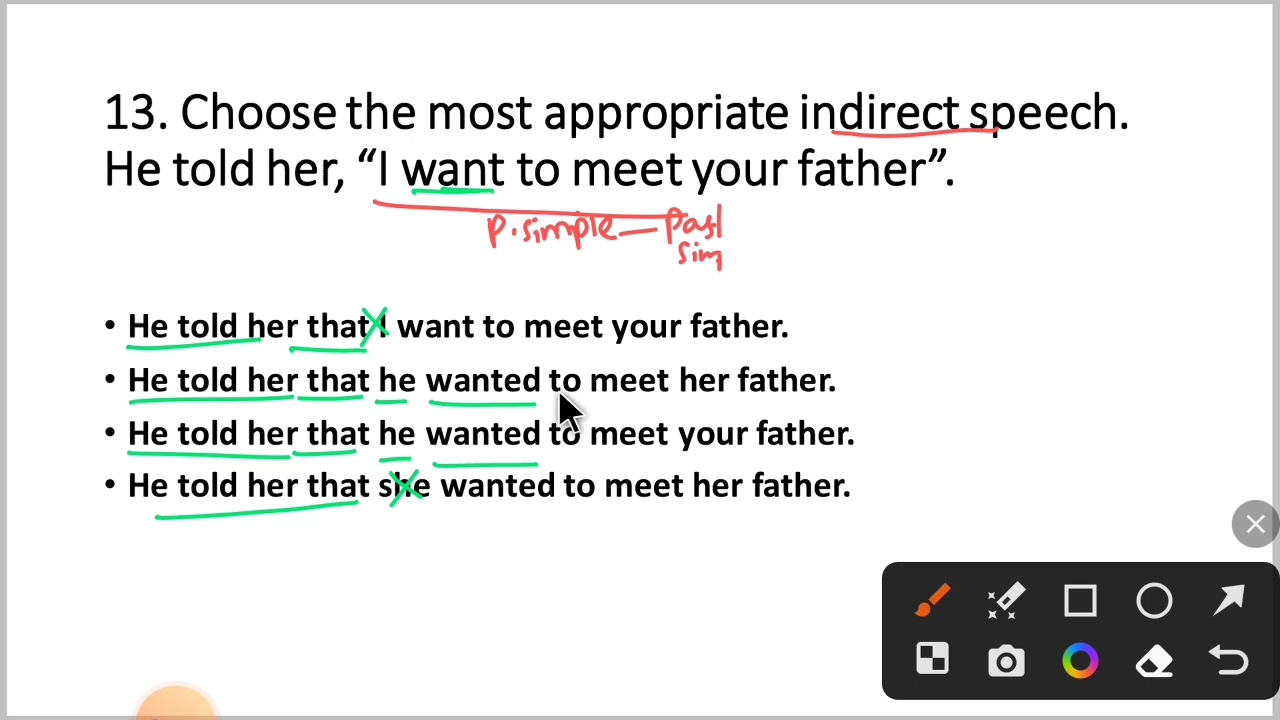 13. Choose the most appropriate indirect speech.
He told her, “I want to meet your father”.
P. simple — Past
Sim
• He told her that I want to meet your father.
• He told her that he wanted to meet her father.
• He told her that he wanted to meet your father.
• He told her that she wanted to meet her father.